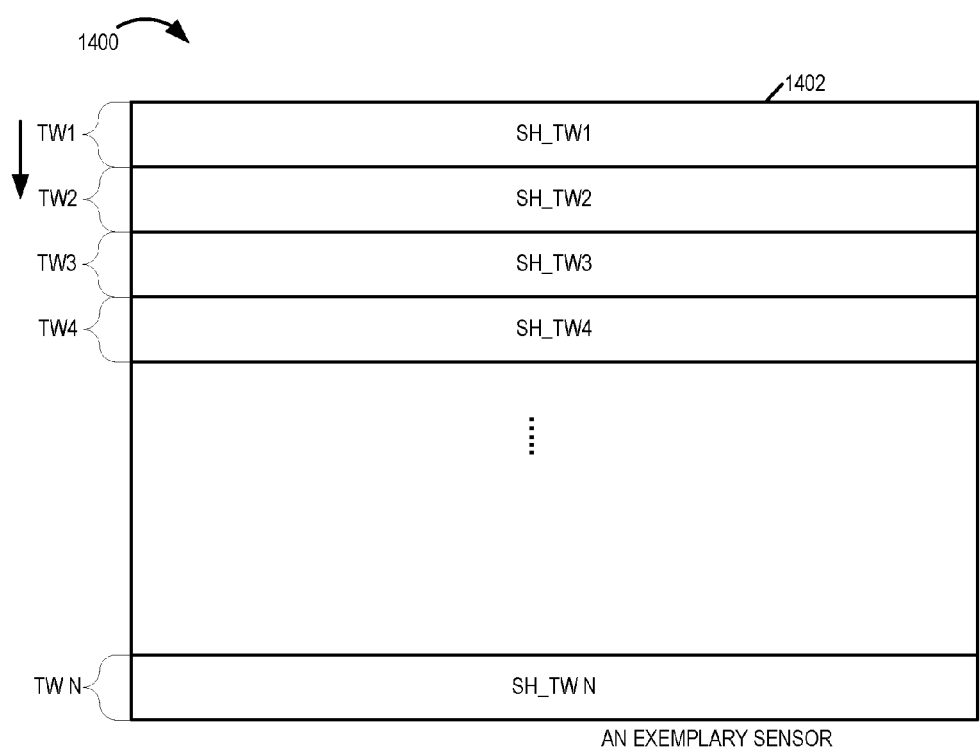 1400
1402
TW1 SH_TW1
TW2 SH_TW2
TW3 SH_TW3
TW4 SH_TW4
TW N SH_TW N
AN EXEMPLARY SENSOR